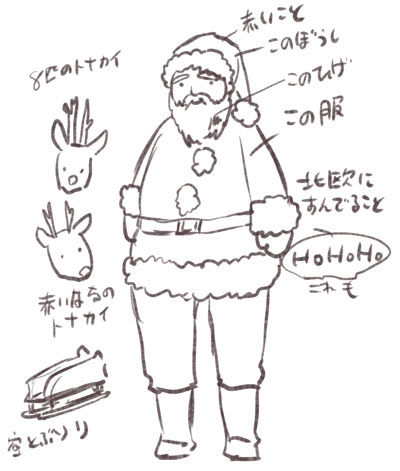 8匹のトナカイ
赤いこと
このぼうし
このひげ
この服
北欧に
すんでること
HoHoHo
これも
赤いはなの
トナカイ
空とぶソリ